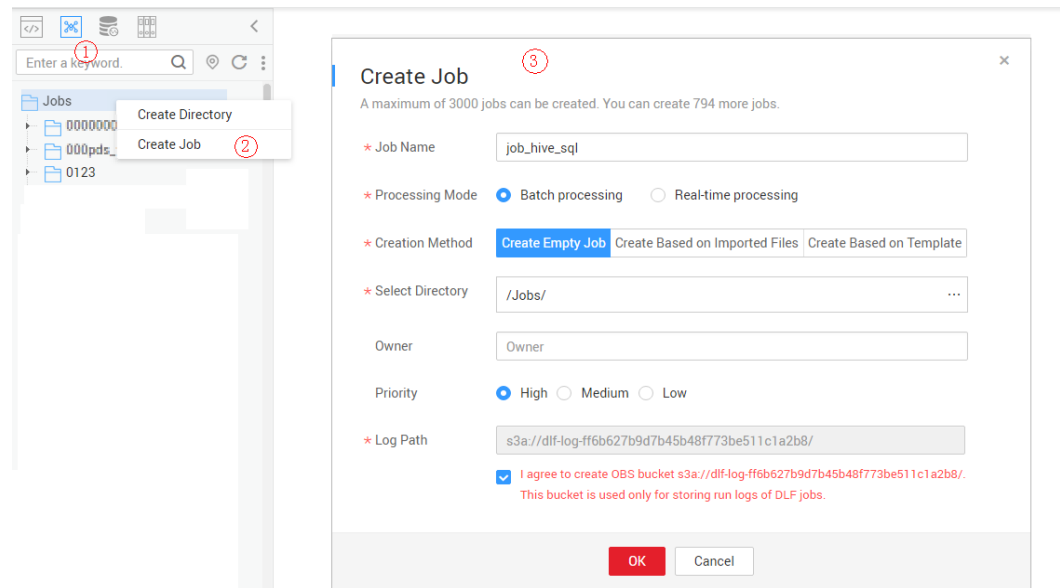 </>
①
Enter a keyword.
Jobs
0000000
000pds_
0123
Create Directory
Create Job ②
③
Create Job
A maximum of 3000 jobs can be created. You can create 794 more jobs.
* Job Name job_hive_sql
* Processing Mode Batch processing Real-time processing
* Creation Method Create Empty Job Create Based on Imported Files Create Based on Template
* Select Directory /Jobs/ ...
Owner Owner
Priority High Medium Low
* Log Path s3a://dlf-log-ff6b627b9d7b45b48f773be511c1a2b8/
I agree to create OBS bucket s3a://dlf-log-ff6b627b9d7b45b48f773be511c1a2b8/.
This bucket is used only for storing run logs of DLF jobs.
OK Cancel